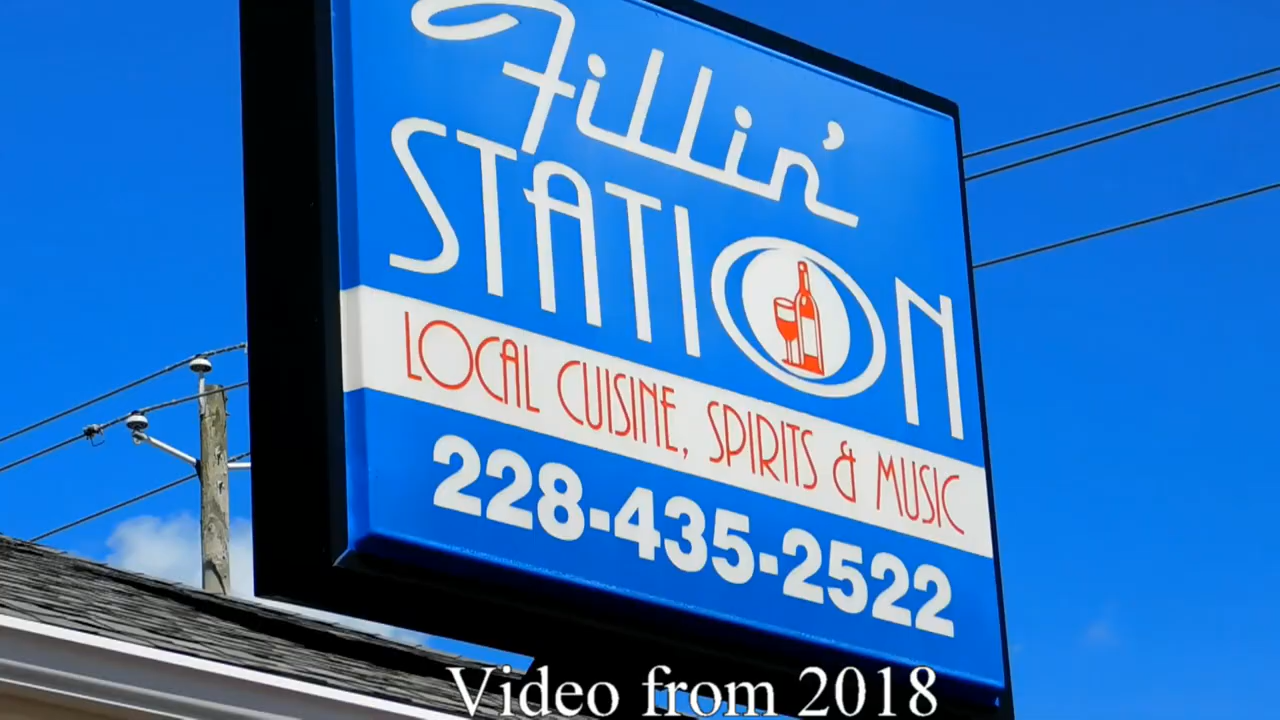 Fillin'
STATION
LOCAL CUISINE, SPIRITS & MUSIC
228-435-2522
Video from 2018